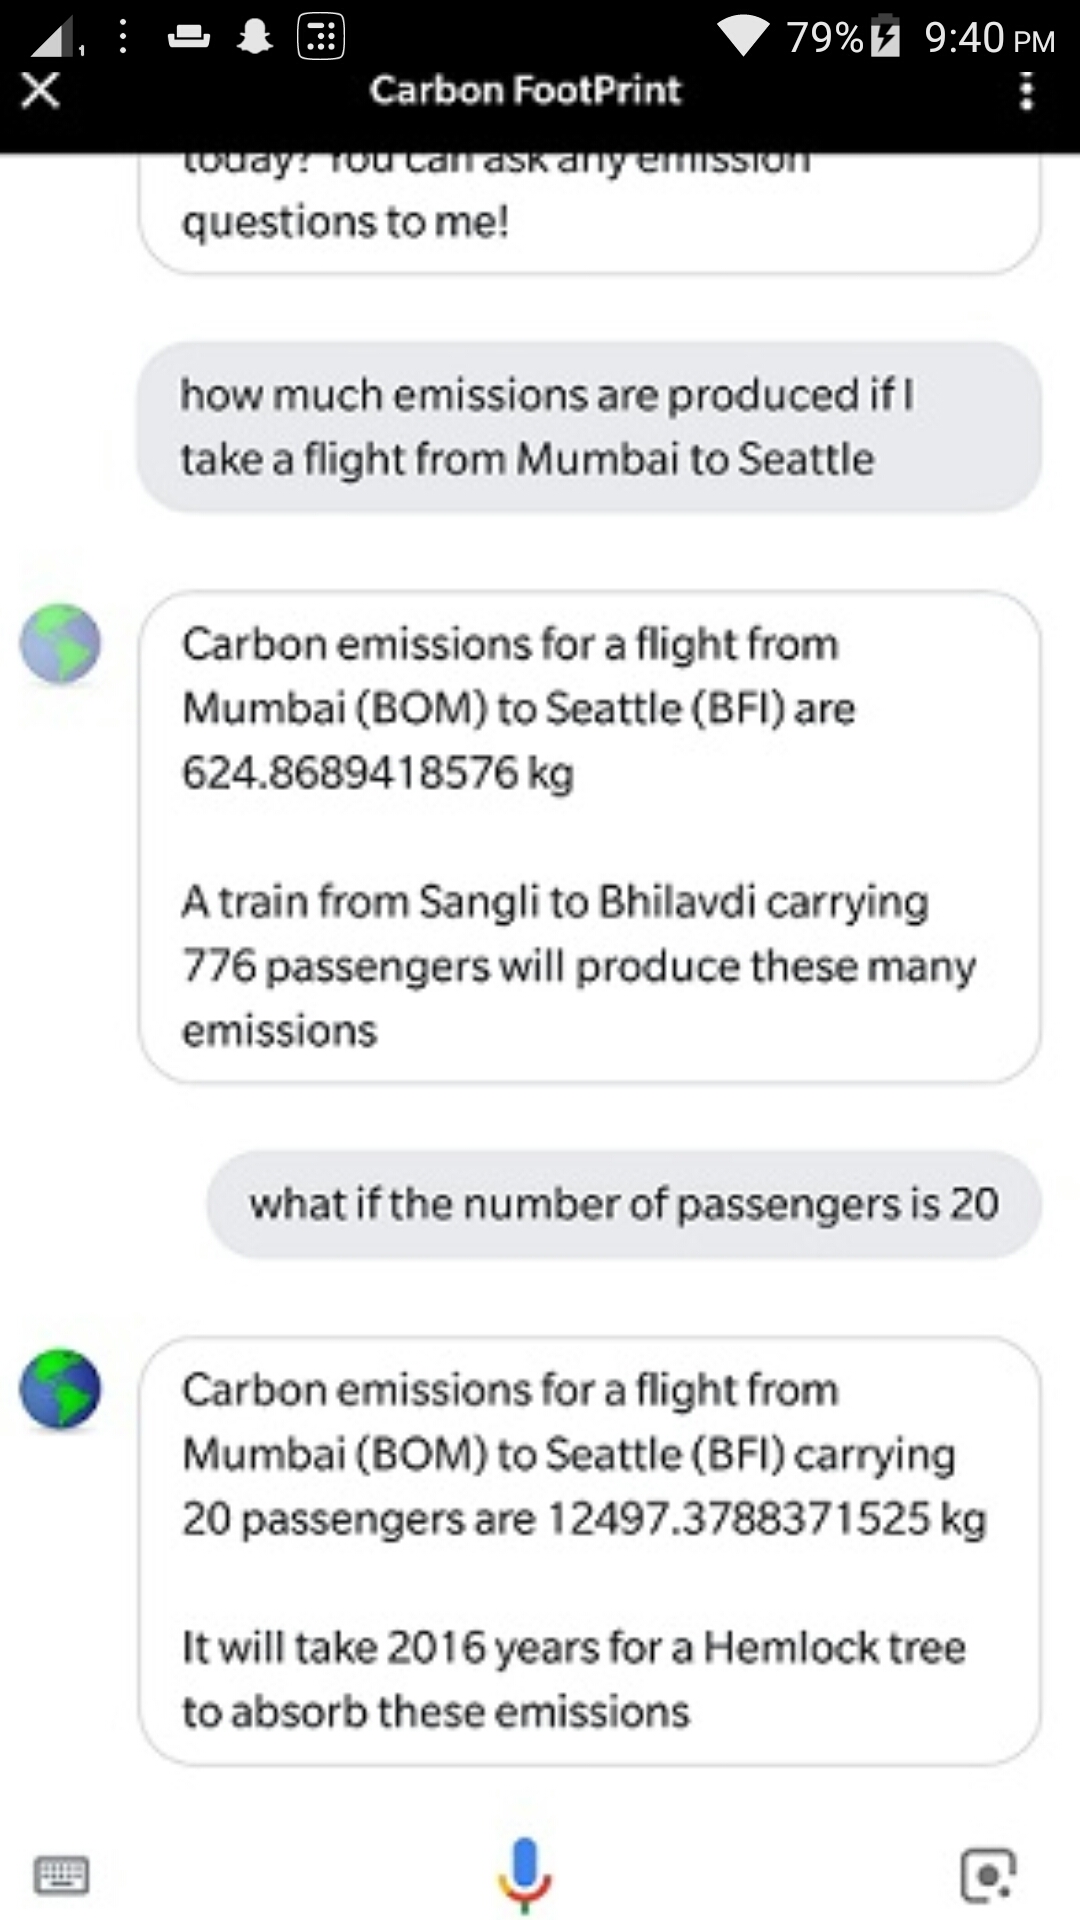 79% 9:40 PM
Carbon FootPrint
today? You can ask any emission
questions to me!
how much emissions are produced if I
take a flight from Mumbai to Seattle
Carbon emissions for a flight from
Mumbai (BOM) to Seattle (BFI) are
624.8689418576 kg
A train from Sangli to Bhilavdi carrying
776 passengers will produce these many
emissions
what if the number of passengers is 20
Carbon emissions for a flight from
Mumbai (BOM) to Seattle (BFI) carrying
20 passengers are 12497.3788371525 kg
It will take 2016 years for a Hemlock tree
to absorb these emissions